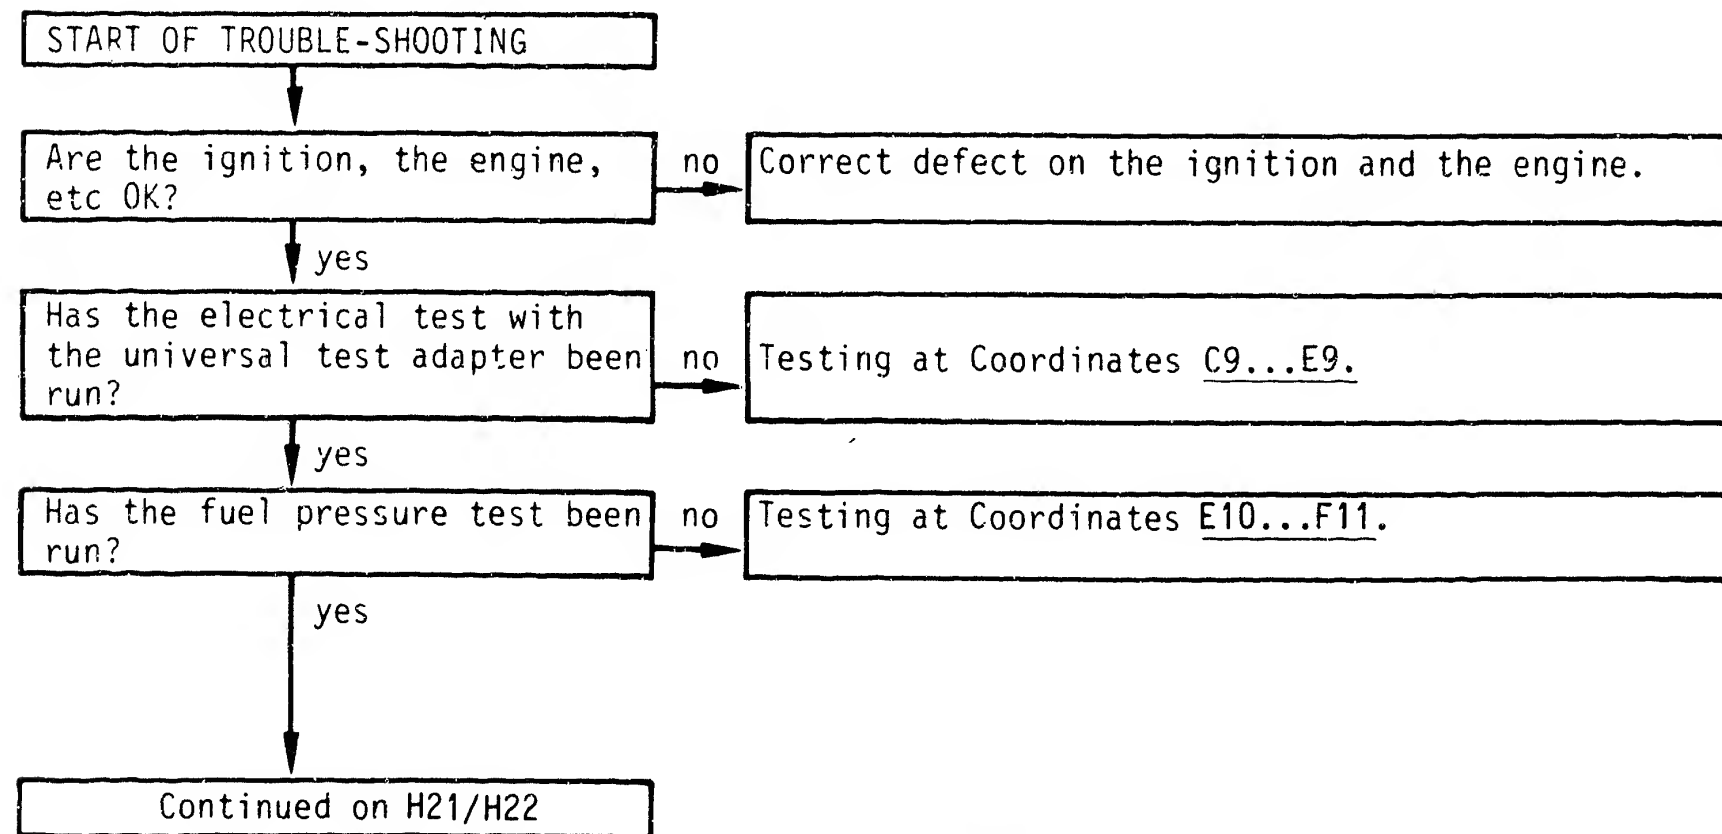 START OF TROUBLE-SHOOTING
Are the ignition, the engine,
etc OK?
no
Correct defect on the ignition and the engine.
yes
Has the electrical test with
the universal test adapter been
run?
no
Testing at Coordinates C9...E9.
yes
Has the fuel pressure test been
run?
no
Testing at Coordinates E10...F11.
yes
Continued on H21/H22